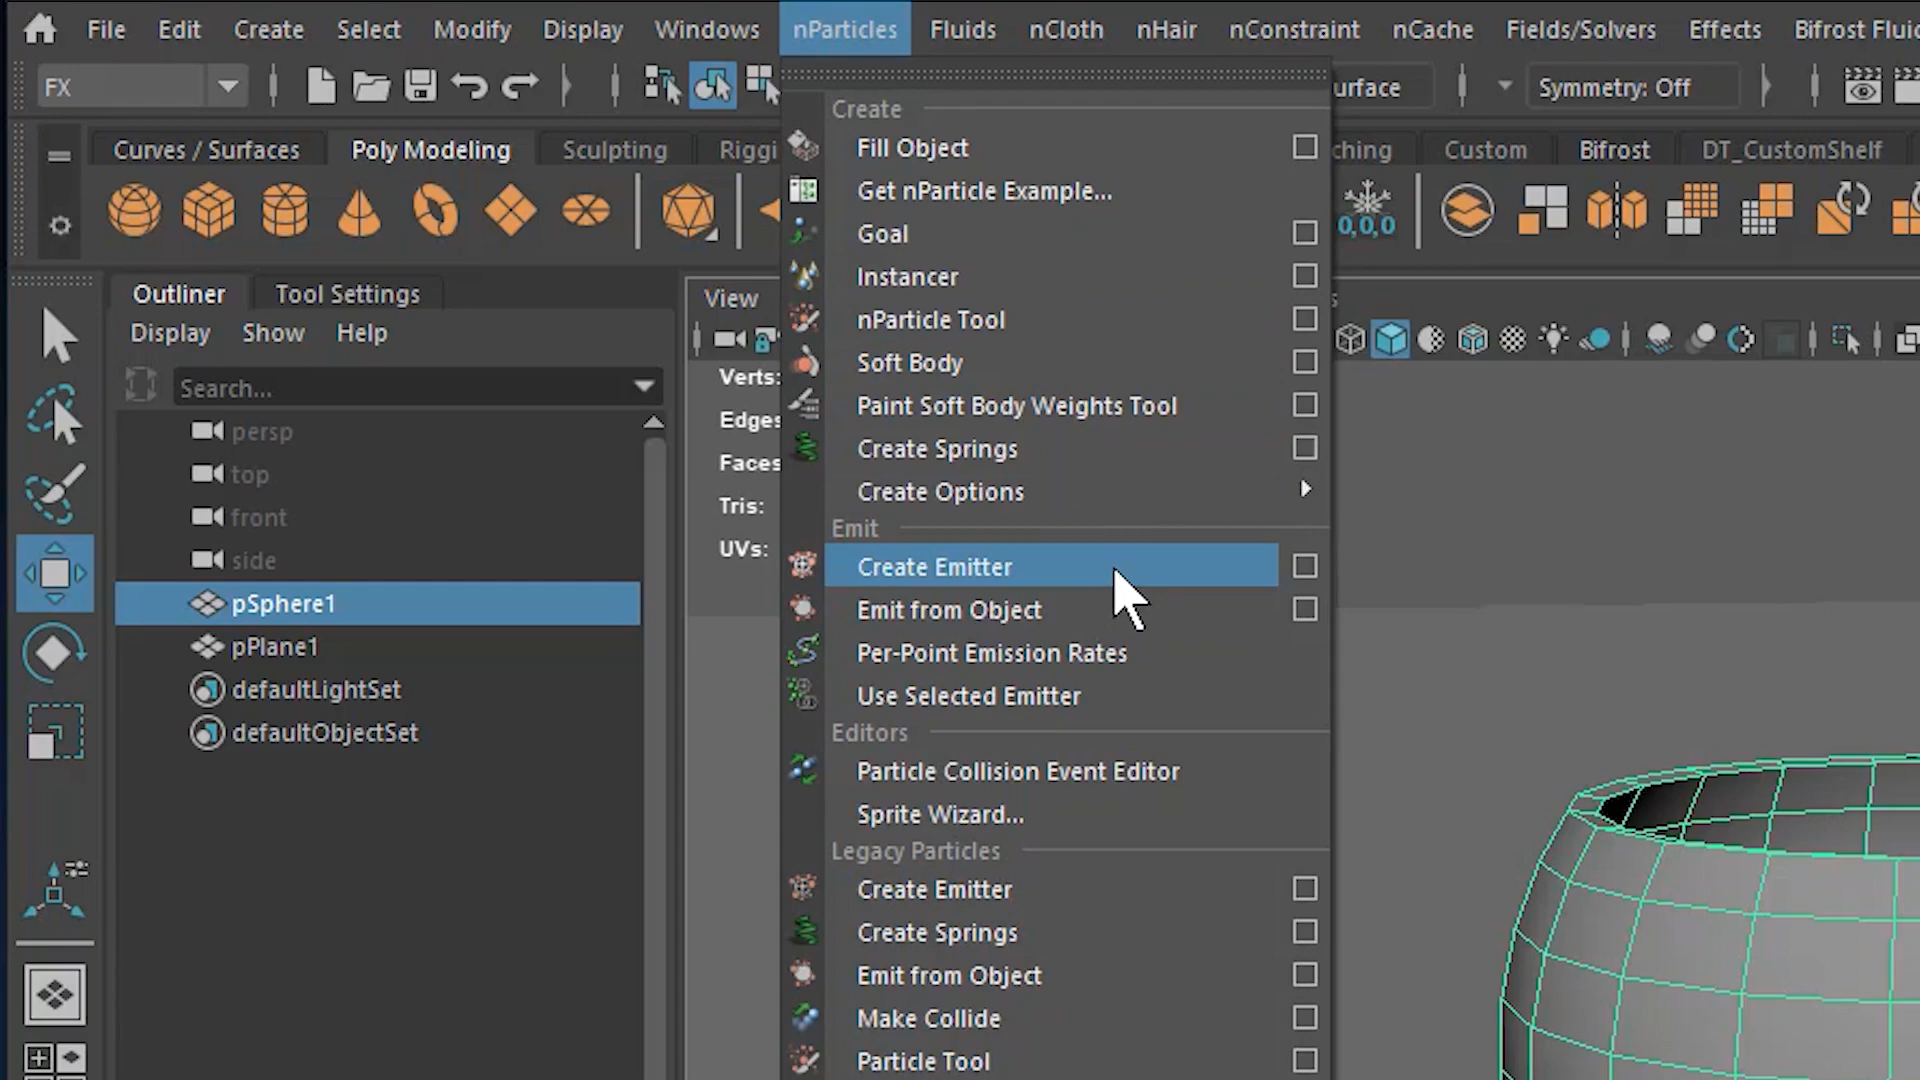 File Edit Create Select Modify Display Windows nParticles Fluids nCloth nHair nConstraint nCache Fields/Solvers Effects Bifrost
FX
Symmetry: Off
Curves / Surfaces Poly Modeling Sculpting Custom Bifrost DT_CustomShelf
0,0,0
Outliner Tool Settings
Display Show Help
Search...
persp
top
front
side
pSphere1
pPlane1
defaultLightSet
defaultObjectSet
View
Verts:
Edges
Faces
Tris:
UVs:
Create
Fill Object
Get nParticle Example...
Goal
Instancer
nParticle Tool
Soft Body
Paint Soft Body Weights Tool
Create Springs
Create Options
Emit
Create Emitter
Emit from Object
Per-Point Emission Rates
Use Selected Emitter
Editors
Particle Collision Event Editor
Sprite Wizard...
Legacy Particles
Create Emitter
Create Springs
Emit from Object
Make Collide
Particle Tool